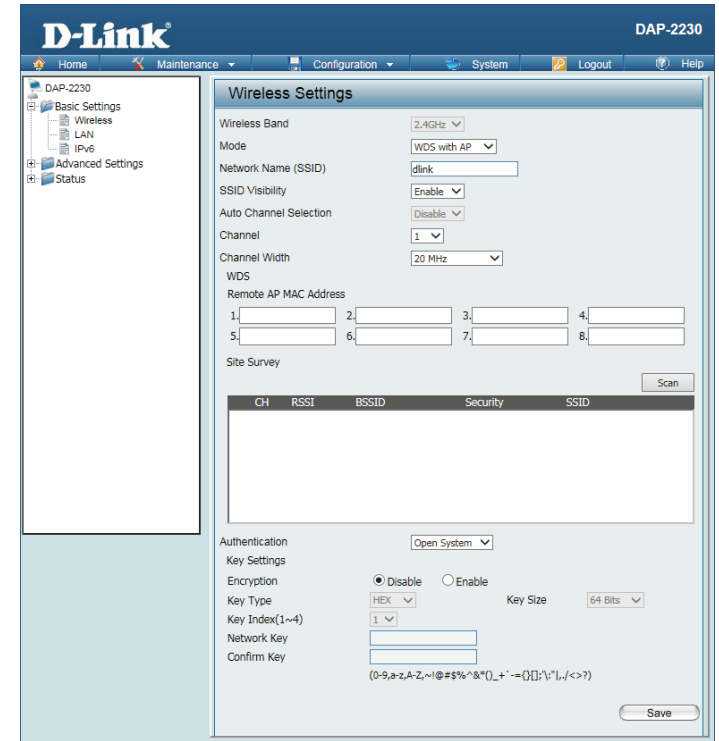 D-Link®
DAP-2230
Home Maintenance Configuration System Logout Help
DAP-2230
Basic Settings
Wireless
LAN
IPv6
Advanced Settings
Status
Wireless Settings
Wireless Band 2.4GHz
Mode WDS with AP
Network Name (SSID) dlink
SSID Visibility Enable
Auto Channel Selection Disable
Channel 1
Channel Width 20 MHz
WDS
Remote AP MAC Address
1. 2. 3. 4.
5. 6. 7. 8.
Site Survey
Scan
CH RSSI BSSID Security SSID
Authentication Open System
Key Settings
Encryption Disable Enable
Key Type HEX Key Size 64 Bits
Key Index(1~4) 1
Network Key
Confirm Key
(0-9,a-z,A-Z,~!@#$%^&*()_+`-={}[];'\:"|,./<>?)
Save